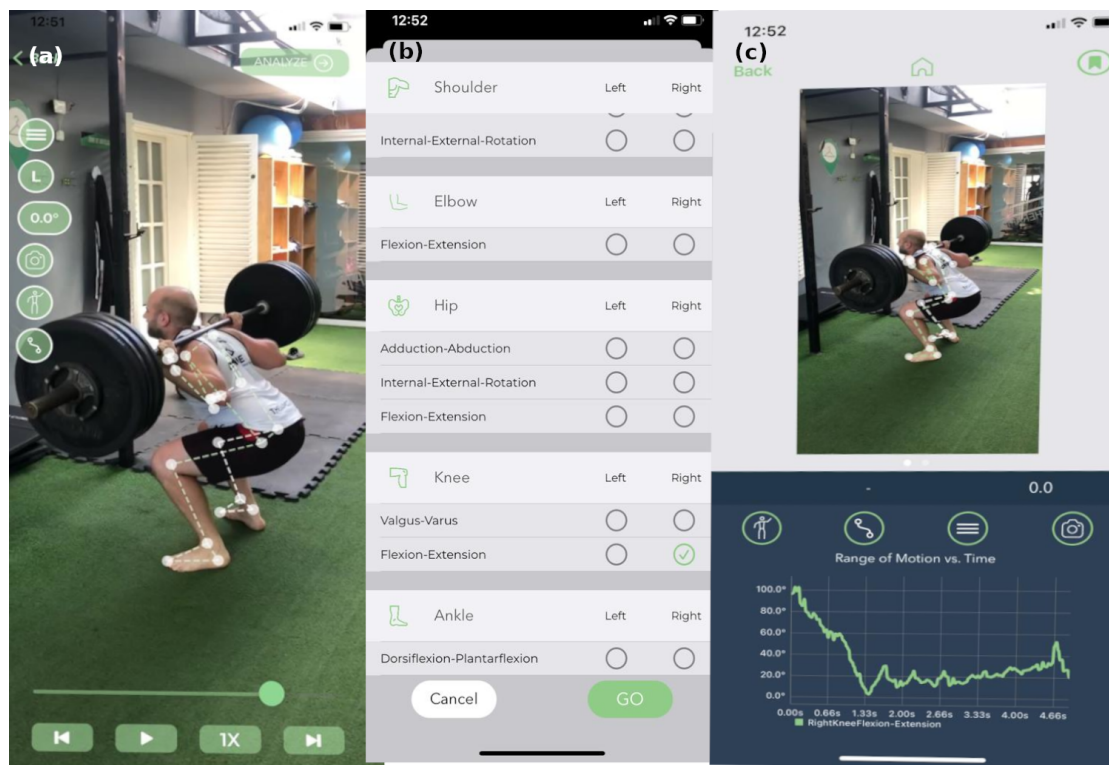 12:51
(a)
ANALYZE
L
0.0°
1X
12:52
(b)
Shoulder Left Right
Internal-External-Rotation
Elbow Left Right
Flexion-Extension
Hip Left Right
Adduction-Abduction
Internal-External-Rotation
Flexion-Extension
Knee Left Right
Valgus-Varus
Flexion-Extension
Ankle Left Right
Dorsiflexion-Plantarflexion
Cancel GO
12:52
(c)
Back
- 0.0
Range of Motion vs. Time
100.0°
80.0°
60.0°
40.0°
20.0°
0.0°
0.00s 0.66s 1.33s 2.00s 2.66s 3.33s 4.00s 4.66s
RightKneeFlexion-Extension